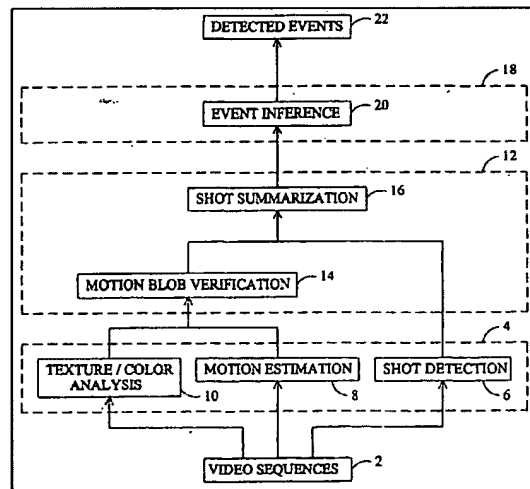 DETECTED EVENTS 22
18
EVENT INFERENCE 20
12
SHOT SUMMARIZATION 16
MOTION BLOB VERIFICATION 14
4
TEXTURE / COLOR
ANALYSIS 10
MOTION ESTIMATION 8
SHOT DETECTION 6
VIDEO SEQUENCES 2